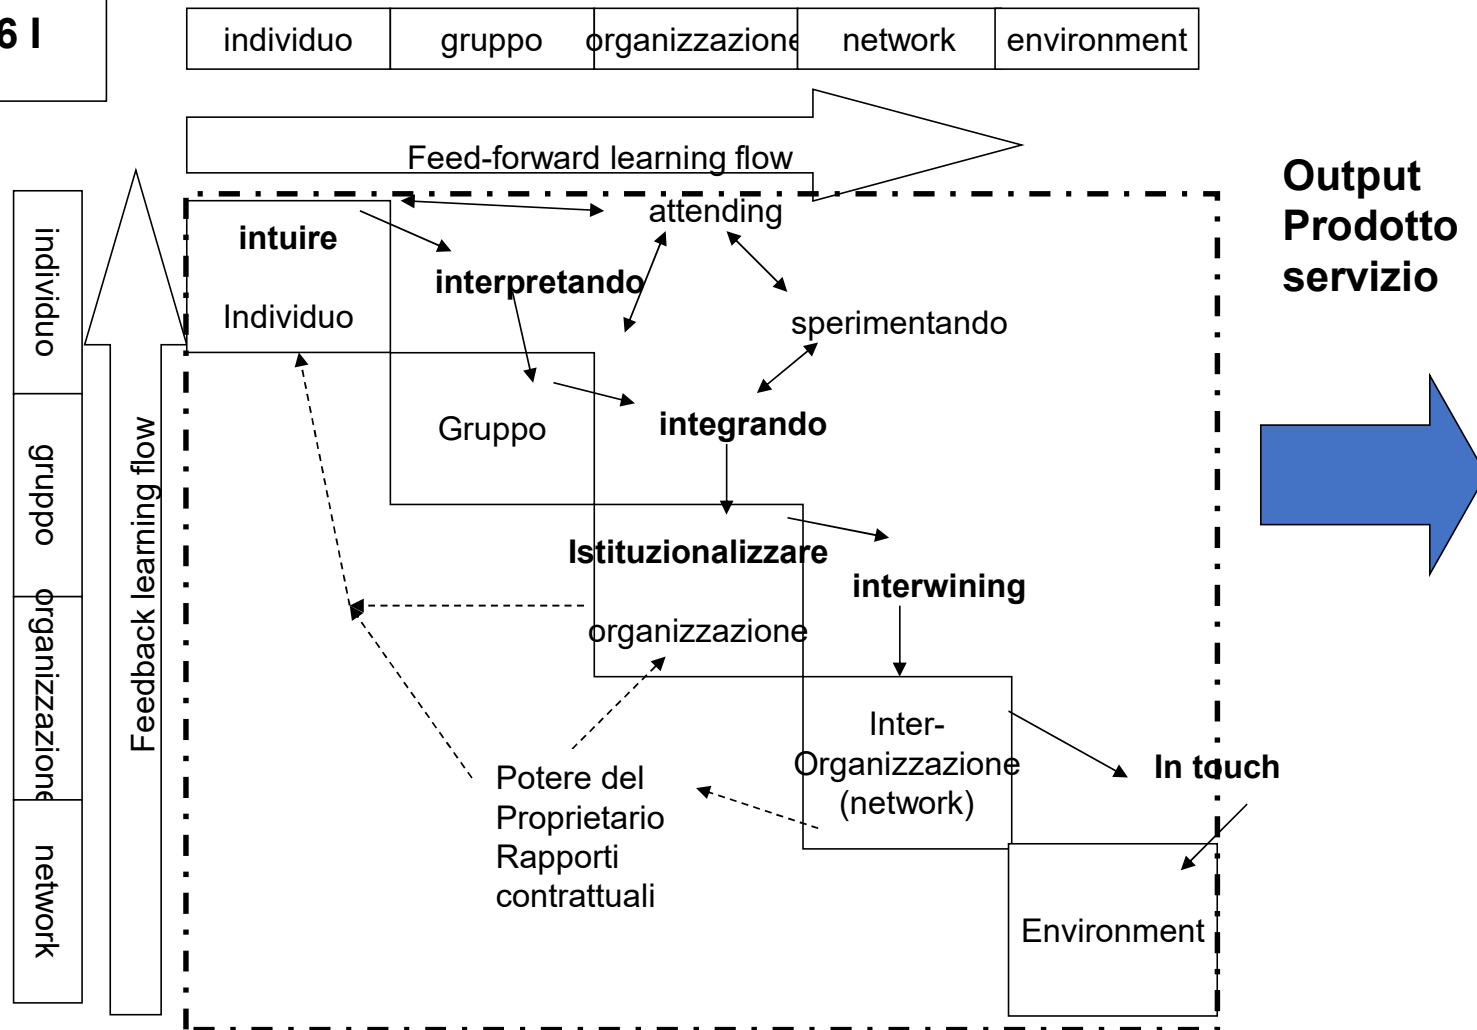 6 I
individuo gruppo organizzazione network environment
Feed-forward learning flow
Output
Prodotto
servizio
individuo
gruppo
organizzazione
network
Feedback learning flow
attending
intuire
interpretando
Individuo
sperimentando
integrando
Gruppo
Istituzionalizzare
interwining
organizzazione
Inter-
Organizzazione
(network)
In touch
Potere del
Proprietario
Rapporti
contrattuali
Environment